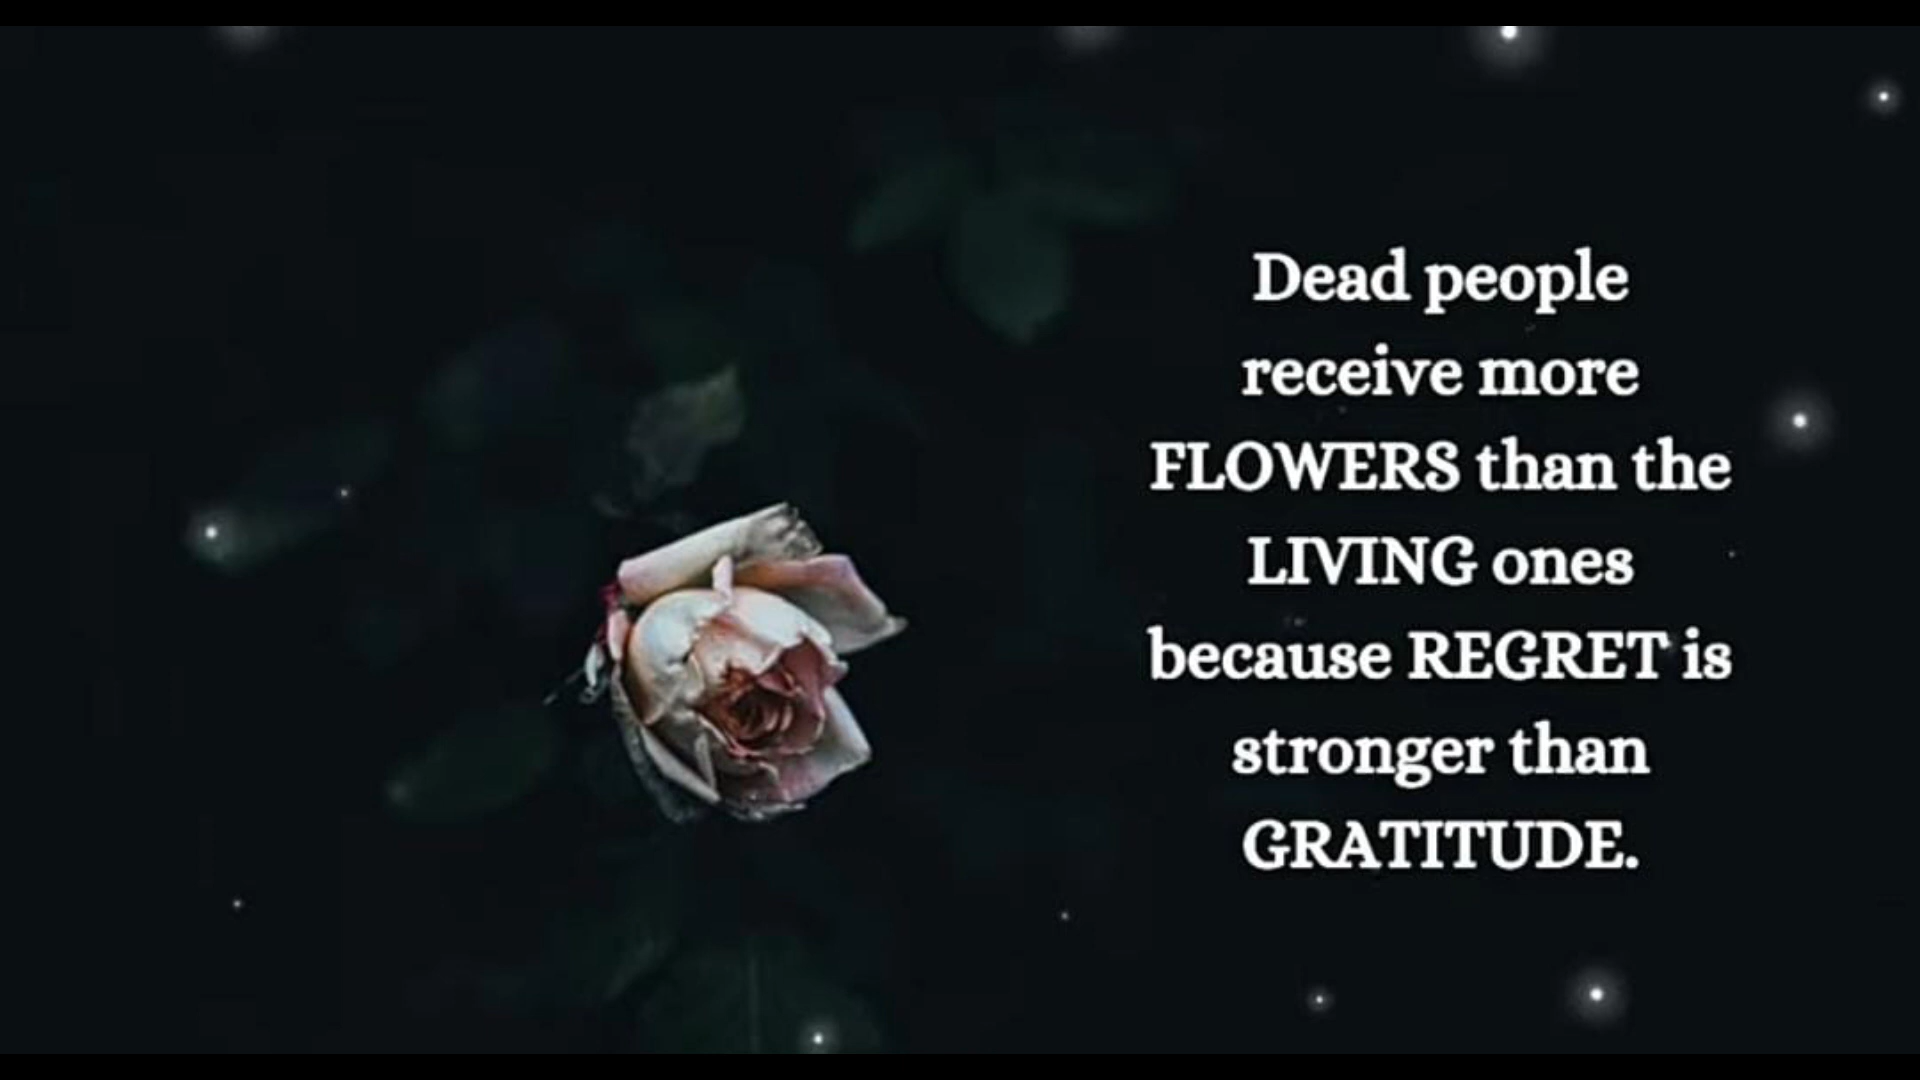 Dead people
receive more
FLOWERS than the
LIVING ones
because REGRET is
stronger than
GRATITUDE.